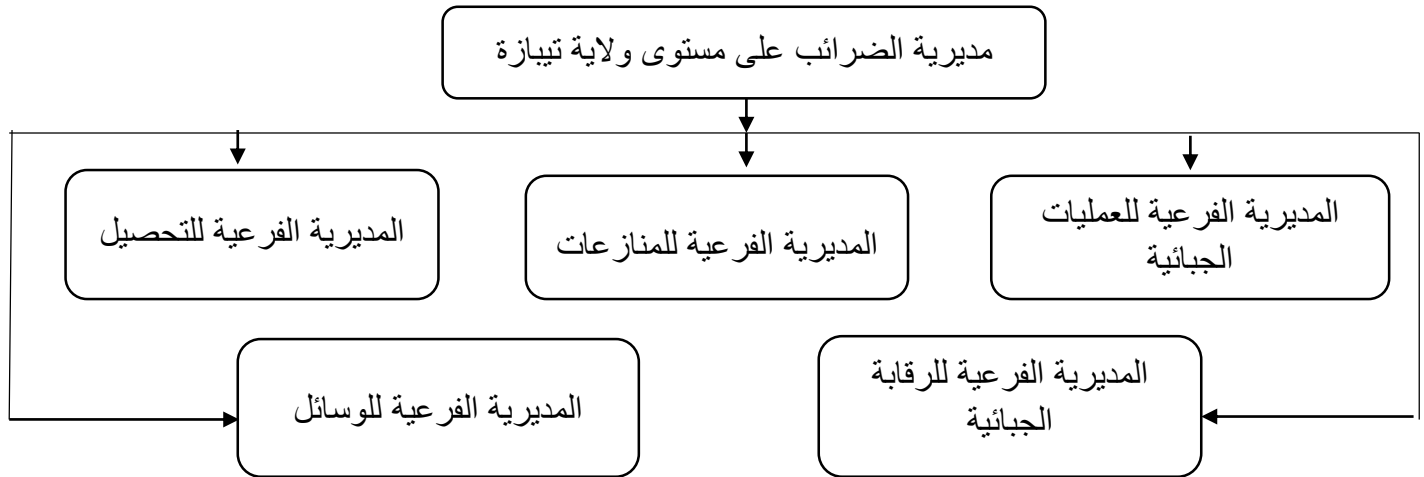 مديرية الضرائب على مستوى ولاية تيبازة
المديرية الفرعية للعمليات
الجبائية
المديرية الفرعية للمنازعات
المديرية الفرعية للتحصيل
المديرية الفرعية للرقابة
الجبائية
المديرية الفرعية للوسائل